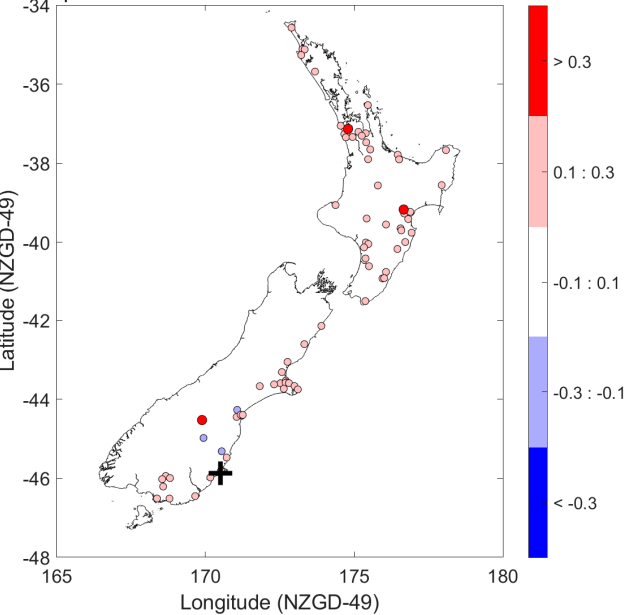 -34
-36
-38
-40
-42
-44
-46
-48
165
170
175
180
Latitude (NZGD-49)
Longitude (NZGD-49)
> 0.3
0.1 : 0.3
-0.1 : 0.1
-0.3 : -0.1
< -0.3